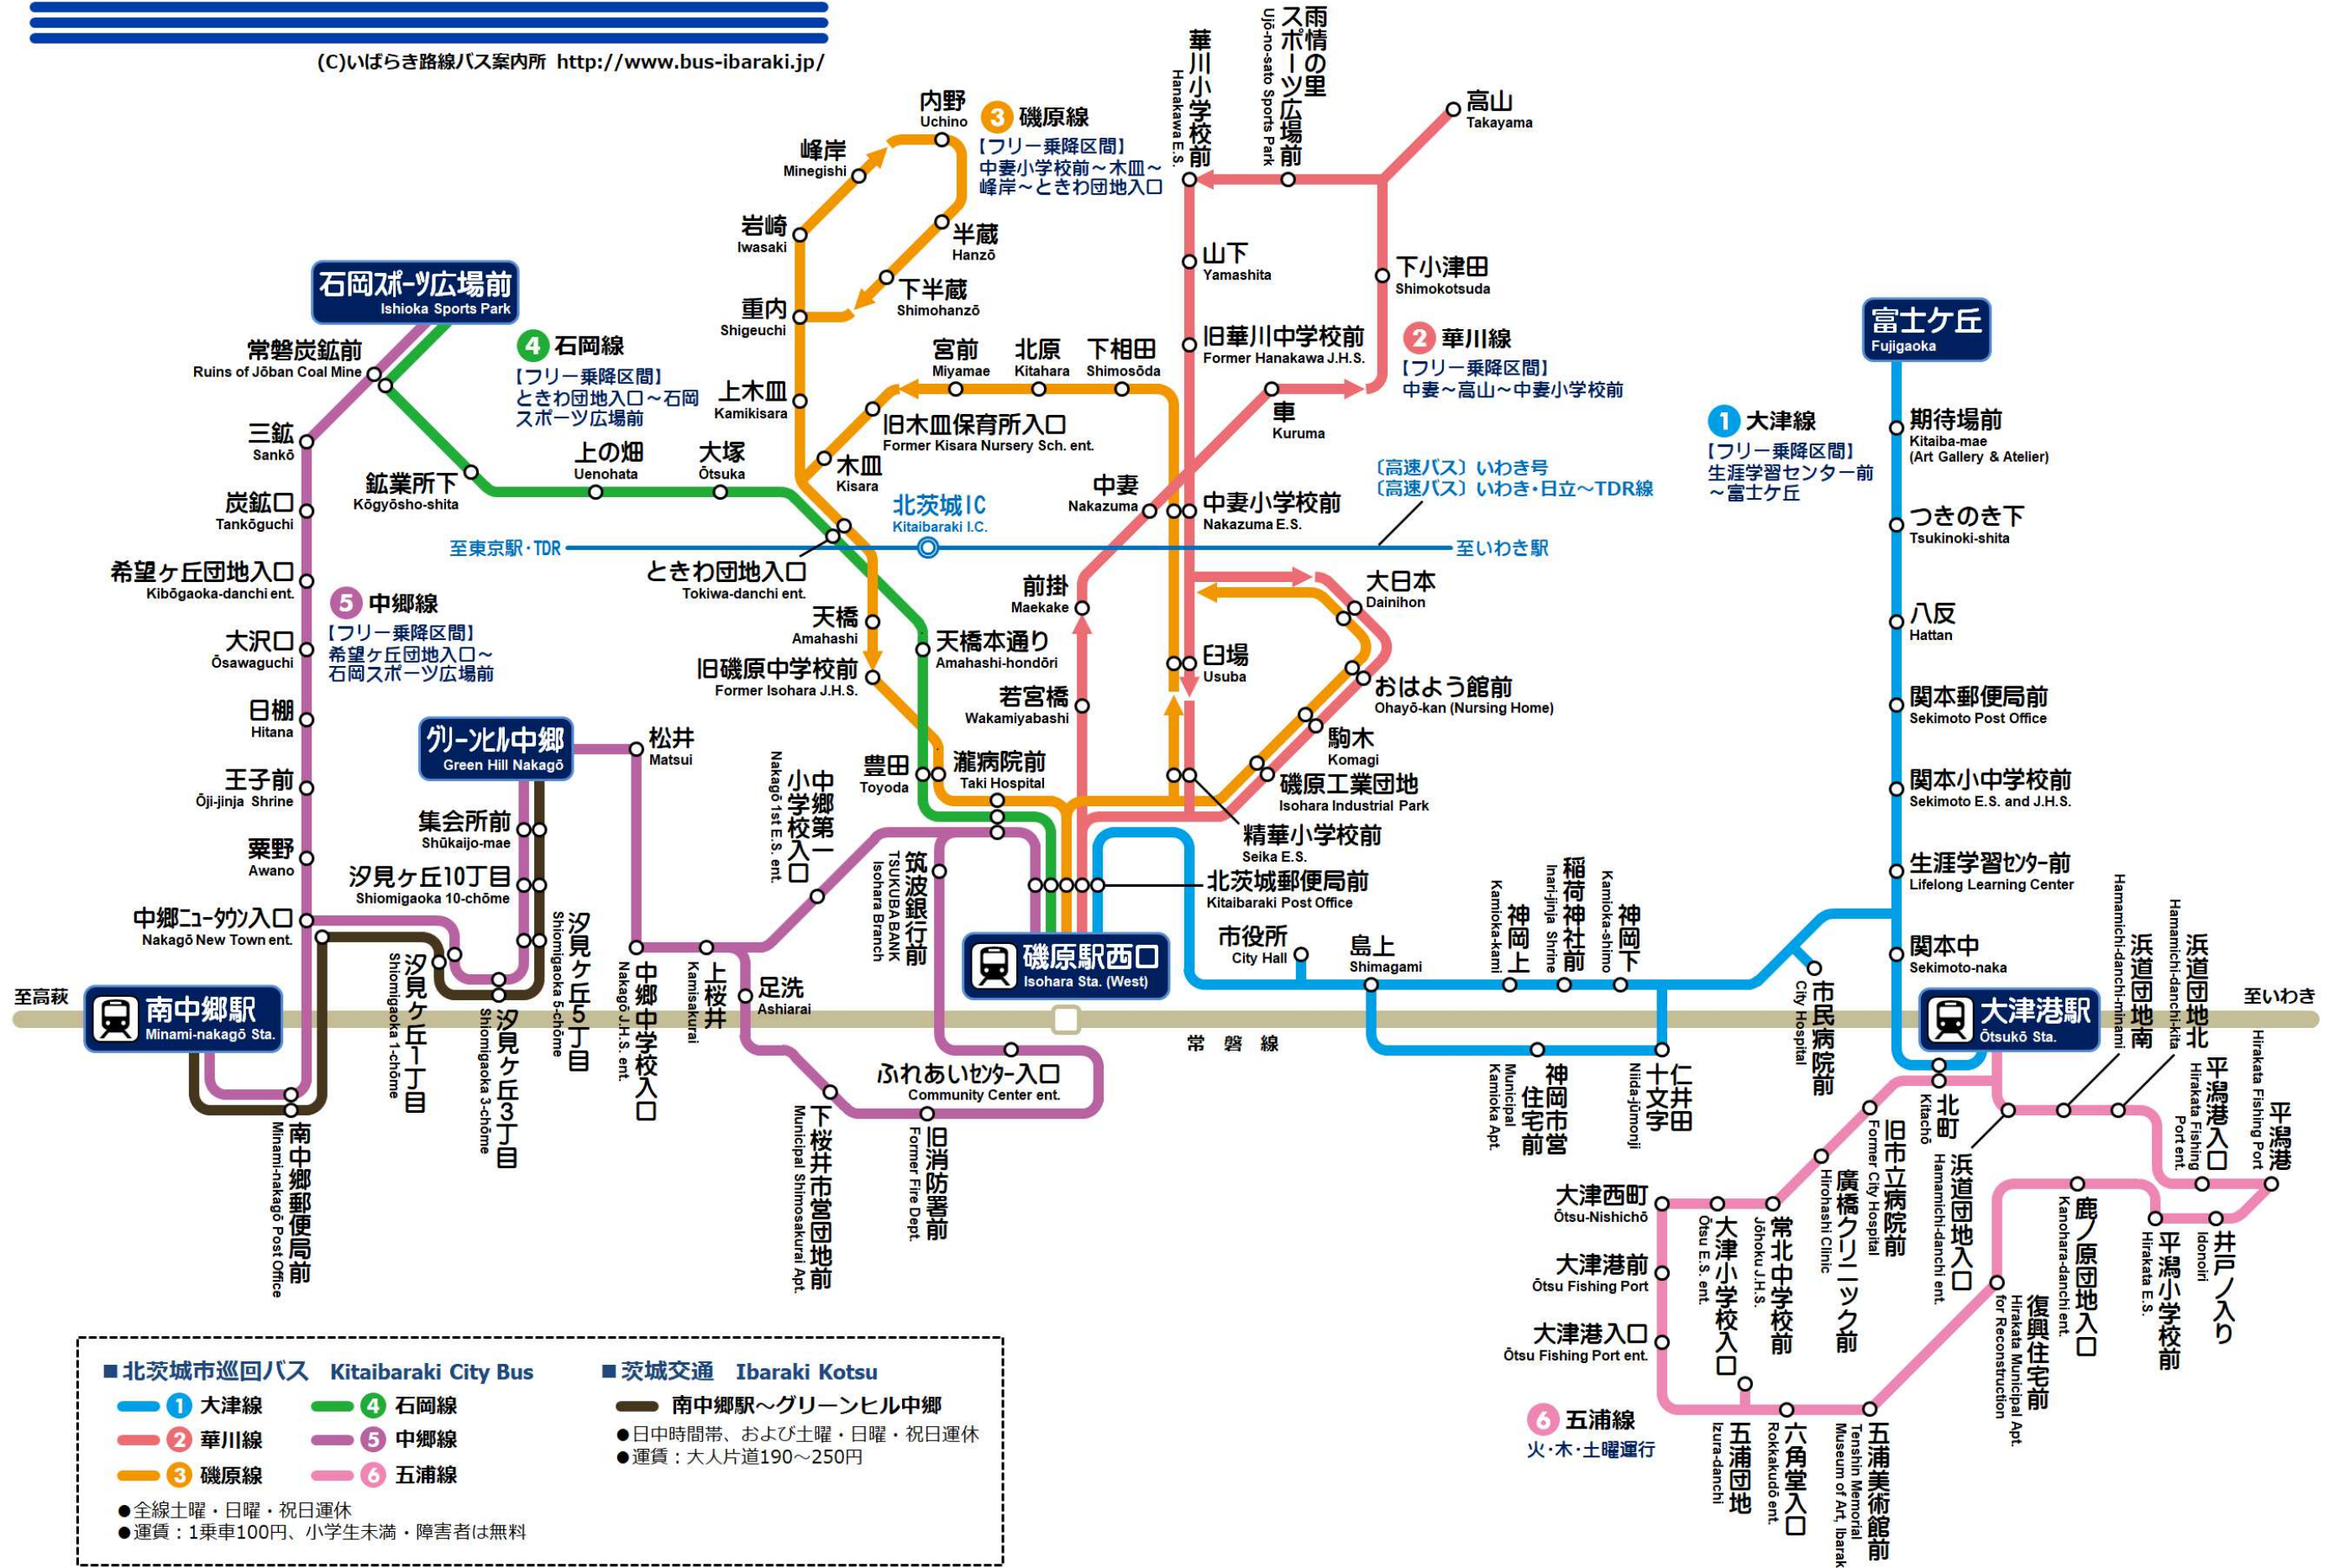 (C)いばらき路線バス案内所 http://www.bus-ibaraki.jp/
雨情の里
スポーツ広場前
Ujō-no-sato Sports Park
華川小学校前
Hanakawa E.S.
高山
Takayama
内野
Uchino
3 磯原線
【フリー乗降区間】
中妻小学校前～木皿～
峰岸～ときわ団地入口
峰岸
Minegishi
岩崎
Iwasaki
半蔵
Hanzō
下半蔵
Shimohanzō
重内
Shigeuchi
上木皿
Kamikisara
山下
Yamashita
下小津田
Shimokotsuda
旧華川中学校前
Former Hanakawa J.H.S.
2 華川線
【フリー乗降区間】
中妻～高山～中妻小学校前
車
Kuruma
石岡スポーツ広場前
Ishioka Sports Park
常磐炭鉱前
Ruins of Jōban Coal Mine
4 石岡線
【フリー乗降区間】
ときわ団地入口～石岡
スポーツ広場前
宮前
Miyamae
北原
Kitahara
下相田
Shimosōda
旧木皿保育所入口
Former Kisara Nursery Sch. ent.
木皿
Kisara
富士ケ丘
Fujigaoka
1 大津線
【フリー乗降区間】
生涯学習センター前
～富士ケ丘
期待場前
Kitaiba-mae
(Art Gallery & Atelier)
つきのき下
Tsukinoki-shita
八反
Hattan
関本郵便局前
Sekimoto Post Office
関本小中学校前
Sekimoto E.S. and J.H.S.
生涯学習センター前
Lifelong Learning Center
関本中
Sekimoto-naka
三鉱
Sankō
鉱業所下
Kōgyōsho-shita
上の畑
Uenohata
大塚
Ōtsuka
北茨城IC
Kitaibaraki I.C.
中妻
Nakazuma
中妻小学校前
Nakazuma E.S.
〔高速バス〕いわき号
〔高速バス〕いわき・日立～TDR線
至東京駅・TDR
至いわき駅
炭鉱口
Tankōguchi
希望ヶ丘団地入口
Kibōgaoka-danchi ent.
5 中郷線
【フリー乗降区間】
希望ヶ丘団地入口～
石岡スポーツ広場前
ときわ団地入口
Tokiwa-danchi ent.
天橋
Amahashi
天橋本通り
Amahashi-hondōri
前掛
Maekake
大日本
Dainihon
大沢口
Ōsawaguchi
旧磯原中学校前
Former Isohara J.H.S.
若宮橋
Wakamiyabashi
臼場
Usuba
おはよう館前
Ohayō-kan (Nursing Home)
駒木
Komagi
磯原工業団地
Isohara Industrial Park
精華小学校前
Seika E.S.
日棚
Hitana
王子前
Ōji-jinja Shrine
粟野
Awano
グリーンヒル中郷
Green Hill Nakagō
松井
Matsui
集会所前
Shūkaijo-mae
汐見ヶ丘10丁目
Shiomigaoka 10-chōme
豊田
Toyoda
瀧病院前
Taki Hospital
中郷第一
小学校入口
Nakagō 1st E.S. ent.
筑波銀行前
TSUKUBA BANK
Isohara Branch
北茨城郵便局前
Kitaibaraki Post Office
中郷ニュータウン入口
Nakagō New Town ent.
汐見ヶ丘5丁目
Shiomigaoka 5-chōme
汐見ヶ丘1丁目
Shiomigaoka 1-chōme
汐見ヶ丘3丁目
Shiomigaoka 3-chōme
中郷中学校入口
Nakagō J.H.S. ent.
上桜井
Kamisakurai
足洗
Ashiarai
磯原駅西口
Isohara Sta. (West)
市役所
City Hall
島上
Shimagami
神岡上
Kamioka-kami
稲荷神社前
Inari-jinja Shrine
神岡下
Kamioka-shimo
市民病院前
City Hospital
至高萩
南中郷駅
Minami-nakagō Sta.
常磐線
大津港駅
Ōtsukō Sta.
至いわき
浜道団地南
Hamamichi-danchi-minami
浜道団地北
Hamamichi-danchi-kita
平潟港入口
Hirakata Fishing
Port ent.
平潟港
Hirakata Fishing Port
南中郷郵便局前
Minami-nakagō Post Office
下桜井市営団地前
Municipal Shimosakurai Apt.
ふれあいセンター入口
Community Center ent.
旧消防署前
Former Fire Dept.
神岡市営
住宅前
Municipal
Kamioka Apt.
仁井田
十文字
Niida-jūmonji
北町
Kitachō
旧市立病院前
Former City Hospital
廣橋クリニック前
Hirohashi Clinic
浜道団地入口
Hamamichi-danchi ent.
大津西町
Ōtsu-Nishichō
大津小学校入口
Ōtsu E.S. ent.
常北中学校前
Jōhoku J.H.S.
大津港前
Ōtsu Fishing Port
大津港入口
Ōtsu Fishing Port ent.
鹿ノ原団地入口
Kanohara-danchi ent.
平潟小学校前
Hirakata E.S.
井戸ノ入り
Idonoiri
復興住宅前
Hirakata Municipal Apt.
for Reconstruction
6 五浦線
火・木・土曜運行
五浦団地
Izura-danchi
六角堂入口
Rokkakudō ent.
五浦美術館前
Tenshin Memorial
Museum of Art, Ibarak
■北茨城市巡回バス Kitaibaraki City Bus
1 大津線
2 華川線
3 磯原線
4 石岡線
5 中郷線
6 五浦線
●全線土曜・日曜・祝日運休
●運賃：1乗車100円、小学生未満・障害者は無料
■茨城交通 Ibaraki Kotsu
南中郷駅～グリーンヒル中郷
●日中時間帯、および土曜・日曜・祝日運休
●運賃：大人片道190～250円